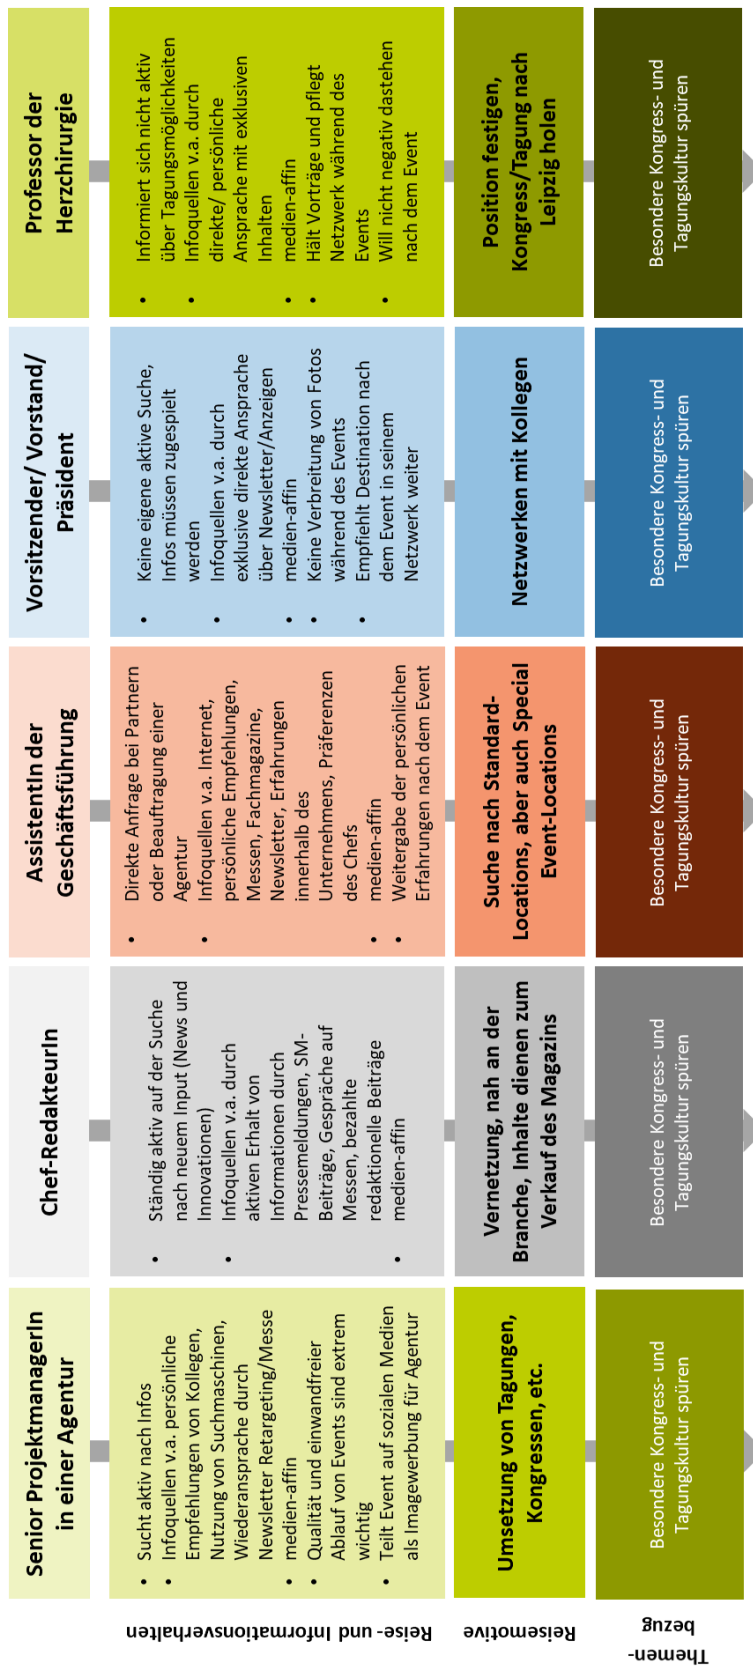 Senior ProjektmanagerIn
in einer Agentur
Chef-RedakteurIn
AssistentIn der
Geschäftsführung
Vorsitzender/ Vorstand/
Präsident
Professor der
Herzchirurgie
Reise - und Informationsverhalten
• Sucht aktiv nach Infos
• Infoquellen v.a. persönliche
Empfehlungen von Kollegen,
Nutzung von Suchmaschinen,
Wiederansprache durch
Newsletter Retargeting/Messe
• medien-affin
• Qualität und einwandfreier
Ablauf von Events sind extrem
wichtig
• Teilt Event auf sozialen Medien
als Imagewerbung für Agentur
• Ständig aktiv auf der Suche
nach neuem Input (News und
Innovationen)
• Infoquellen v.a. durch
aktiven Erhalt von
Informationen durch
Pressemeldungen, SM-
Beiträge, Gespräche auf
Messen, bezahlte
redaktionelle Beiträge
• medien-affin
• Direkte Anfrage bei Partnern
oder Beauftragung einer
Agentur
• Infoquellen v.a. Internet,
persönliche Empfehlungen,
Messen, Fachmagazine,
Newsletter, Erfahrungen
innerhalb des
Unternehmens, Präferenzen
des Chefs
• medien-affin
• Weitergabe der persönlichen
Erfahrungen nach dem Event
• Keine eigene aktive Suche,
Infos müssen zugespielt
werden
• Infoquellen v.a. durch
exklusive direkte Ansprache
über Newsletter/Anzeigen
• medien-affin
• Keine Verbreitung von Fotos
während des Events
• Empfiehlt Destination nach
dem Event in seinem
Netzwerk weiter
• Informiert sich nicht aktiv
über Tagungsmöglichkeiten
• Infoquellen v.a. durch
direkte/ persönliche
Ansprache mit exklusiven
Inhalten
• medien-affin
• Hält Vorträge und pflegt
Netzwerk während des
Events
• Will nicht negativ dastehen
nach dem Event
Reisemotive
Umsetzung von Tagungen,
Kongressen, etc.
Vernetzung, nah an der
Branche, Inhalte dienen zum
Verkauf des Magazins
Suche nach Standard-
Locations, aber auch Special
Event-Locations
Netzwerken mit Kollegen
Position festigen,
Kongress/Tagung nach
Leipzig holen
Themen-
bezug
Besondere Kongress- und
Tagungskultur spüren
Besondere Kongress- und
Tagungskultur spüren
Besondere Kongress- und
Tagungskultur spüren
Besondere Kongress- und
Tagungskultur spüren
Besondere Kongress- und
Tagungskultur spüren